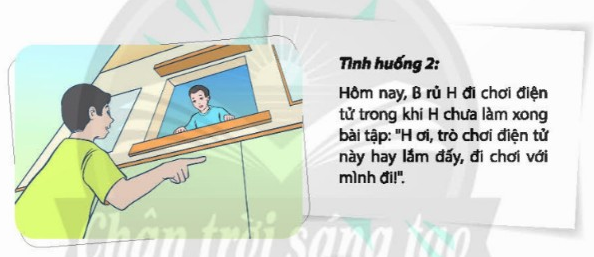 Tình huống 2:
Hôm nay, B rủ H đi chơi điện
tử trong khi H chưa làm xong
bài tập: "H ơi, trò chơi điện tử
này hay lắm đấy, đi chơi với
mình đi!".
Chân trời sáng tạo